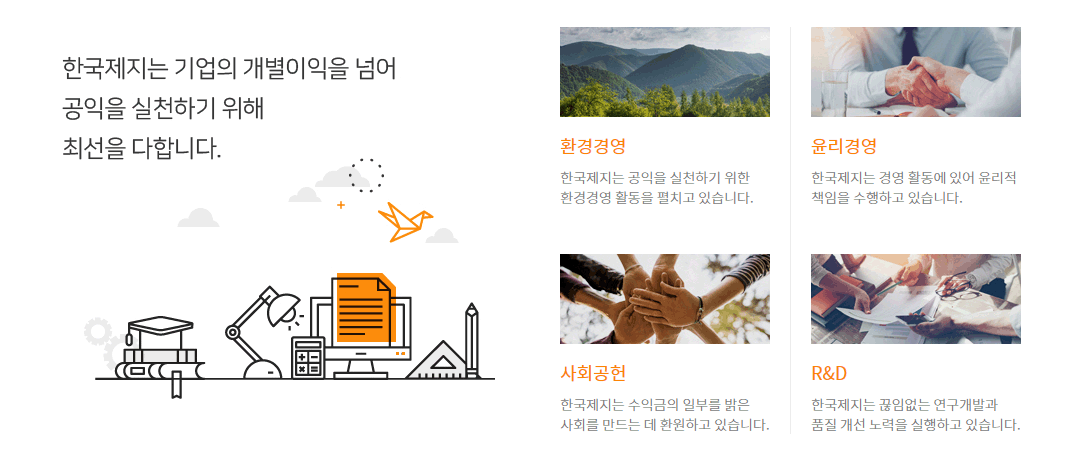 한국제지는 기업의 개별이익을 넘어
공익을 실천하기 위해
최선을 다합니다.
환경경영
한국제지는 공익을 실천하기 위한
환경경영 활동을 펼치고 있습니다.
윤리경영
한국제지는 경영 활동에 있어 윤리적
책임을 수행하고 있습니다.
사회공헌
한국제지는 수익금의 일부를 밝은
사회를 만드는 데 환원하고 있습니다.
R&D
한국제지는 끊임없는 연구개발과
품질 개선 노력을 실행하고 있습니다.